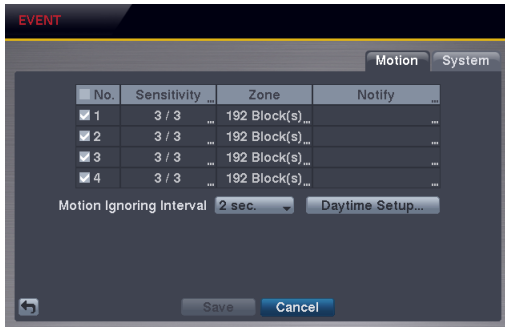 EVENT
Motion System
No. Sensitivity ... Zone Notify ...
1 3 / 3 ... 192 Block(s)... ...
2 3 / 3 ... 192 Block(s)... ...
3 3 / 3 ... 192 Block(s)... ...
4 3 / 3 ... 192 Block(s)... ...
Motion Ignoring Interval 2 sec. Daytime Setup...
Save Cancel